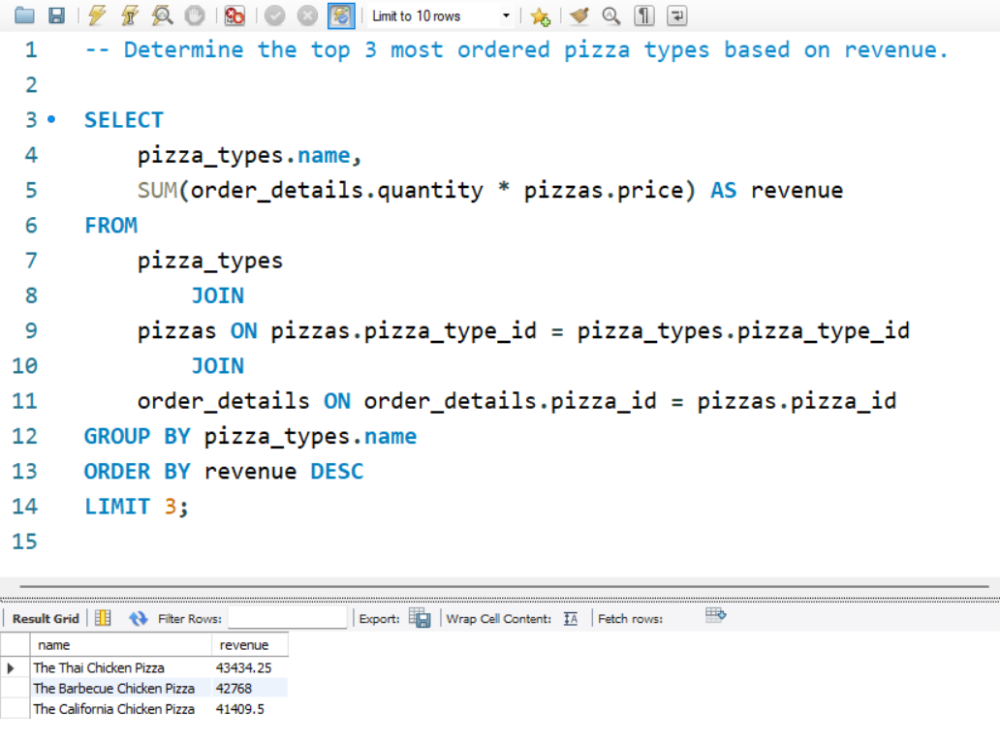 Limit to 10 rows
1 -- Determine the top 3 most ordered pizza types based on revenue.
2
3 SELECT
4 pizza_types.name,
5 SUM(order_details.quantity * pizzas.price) AS revenue
6 FROM
7 pizza_types
8 JOIN
9 pizzas ON pizzas.pizza_type_id = pizza_types.pizza_type_id
10 JOIN
11 order_details ON order_details.pizza_id = pizzas.pizza_id
12 GROUP BY pizza_types.name
13 ORDER BY revenue DESC
14 LIMIT 3;
15
Result Grid Filter Rows: Export: Wrap Cell Content: IA Fetch rows:
name revenue
The Thai Chicken Pizza 43434.25
The Barbecue Chicken Pizza 42768
The California Chicken Pizza 41409.5